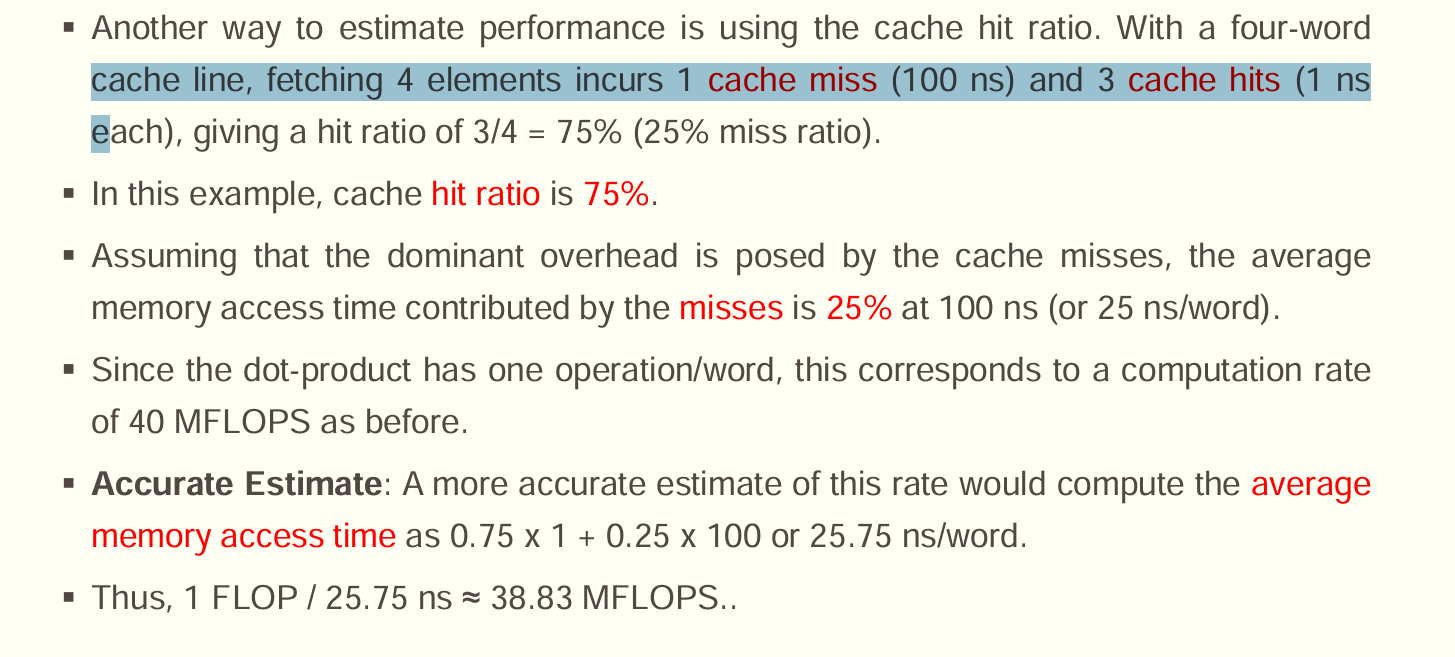 ▪ Another way to estimate performance is using the cache hit ratio. With a four-word
cache line, fetching 4 elements incurs 1 cache miss (100 ns) and 3 cache hits (1 ns
each), giving a hit ratio of 3/4 = 75% (25% miss ratio).
▪ In this example, cache hit ratio is 75%.
▪ Assuming that the dominant overhead is posed by the cache misses, the average
memory access time contributed by the misses is 25% at 100 ns (or 25 ns/word).
▪ Since the dot-product has one operation/word, this corresponds to a computation rate
of 40 MFLOPS as before.
▪ Accurate Estimate: A more accurate estimate of this rate would compute the average
memory access time as 0.75 x 1 + 0.25 x 100 or 25.75 ns/word.
▪ Thus, 1 FLOP / 25.75 ns ≈ 38.83 MFLOPS..